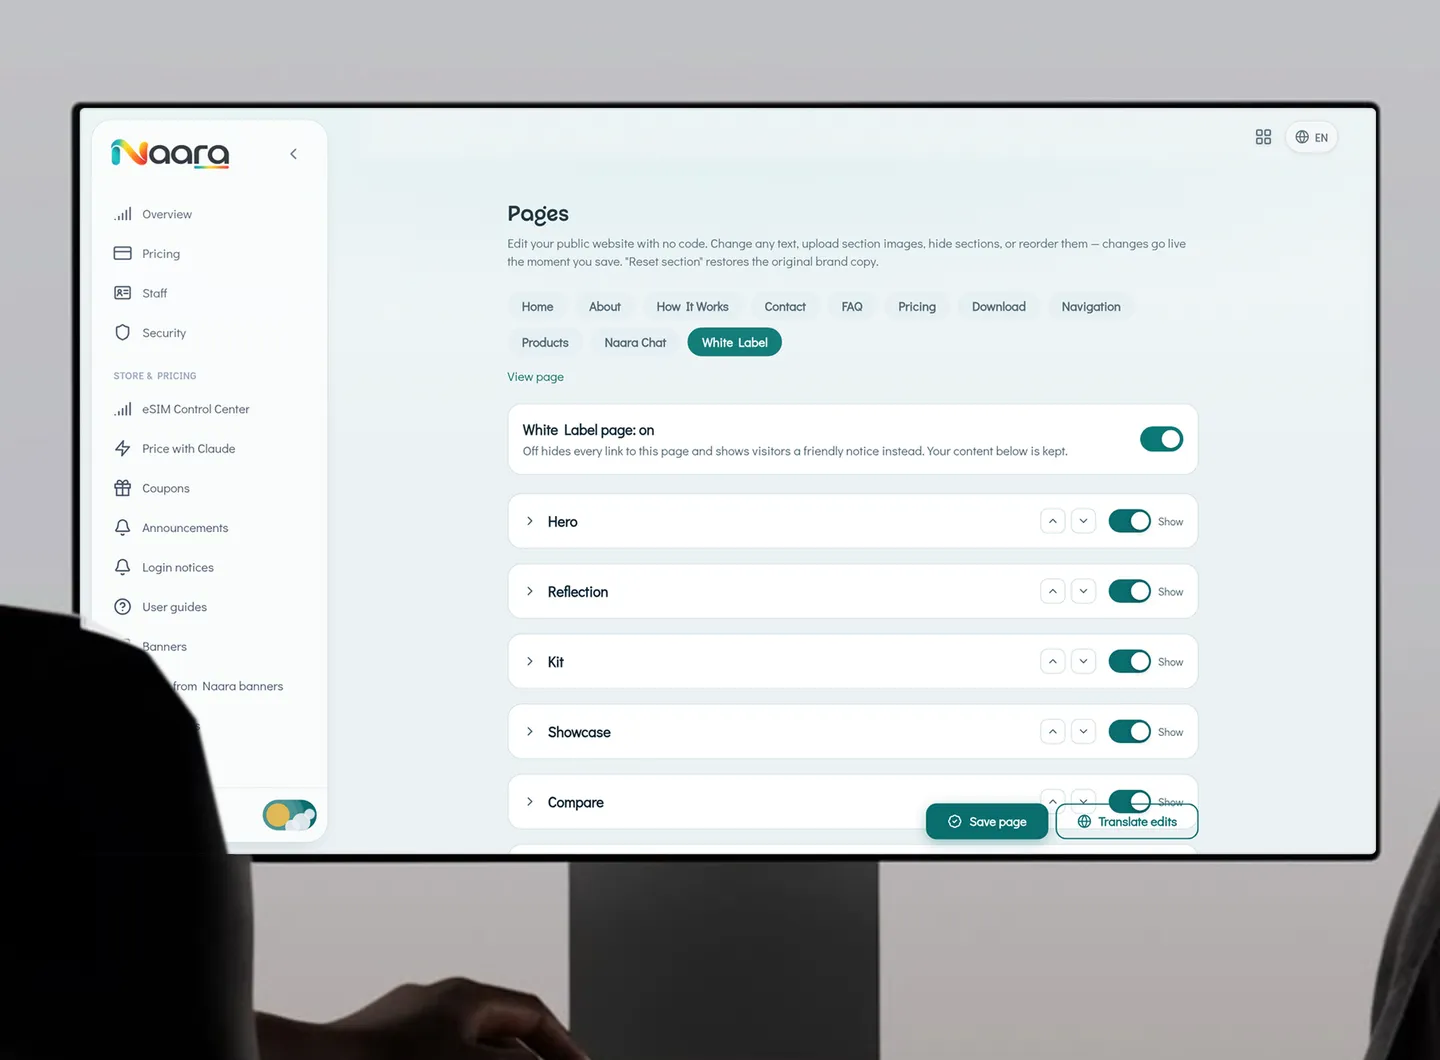 Naara
EN
Overview
Pricing
Staff
Security
STORE & PRICING
eSIM Control Center
Price with Claude
Coupons
Announcements
Login notices
User guides
Banners
from Naara banners
Pages
Edit your public website with no code. Change any text, upload section images, hide sections, or reorder them — changes go live
the moment you save. "Reset section" restores the original brand copy.
Home About How It Works Contact FAQ Pricing Download Navigation
Products Naara Chat White Label
View page
White Label page: on
Off hides every link to this page and shows visitors a friendly notice instead. Your content below is kept.
Hero Show
Reflection Show
Kit Show
Showcase Show
Compare Show
Save page Translate edits